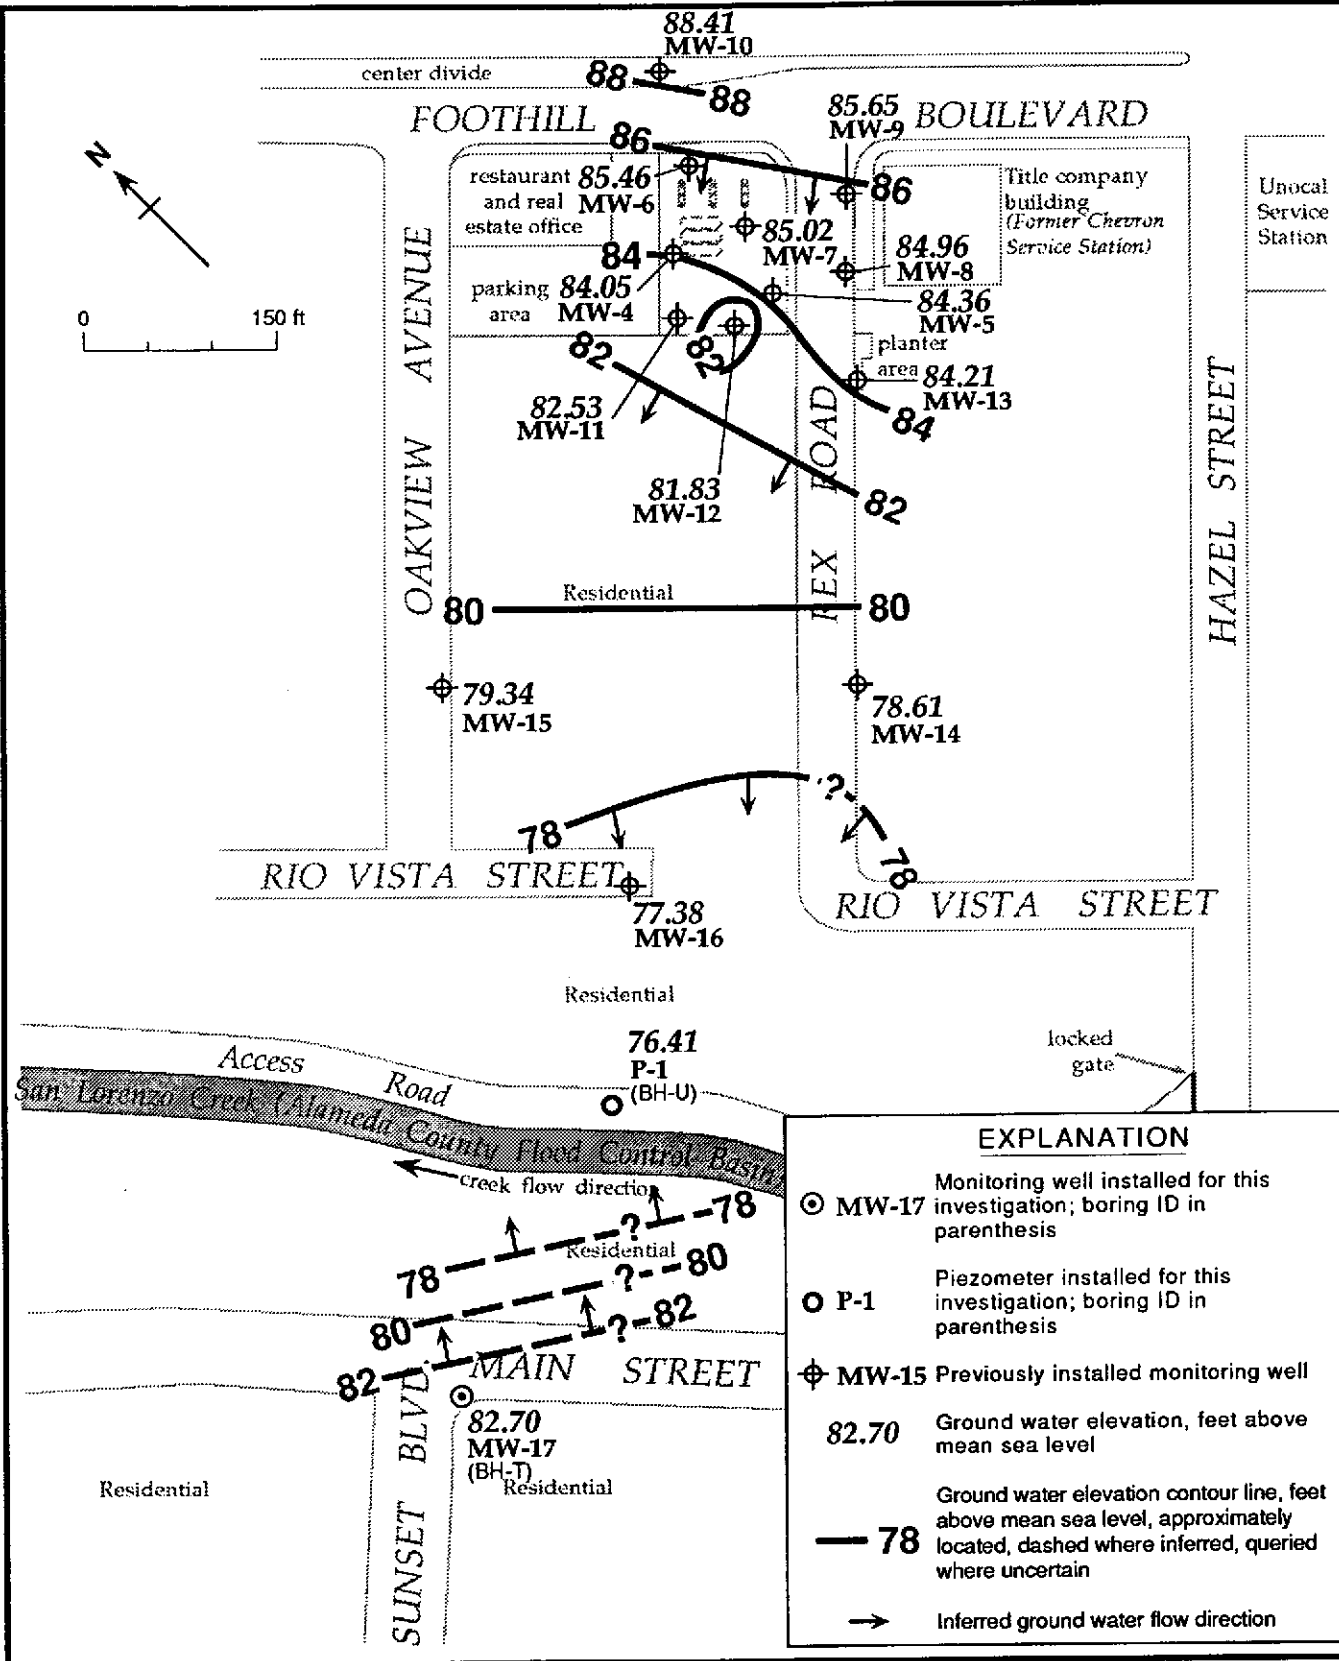 88.41
MW-10
center divide
88
88
FOOTHILL
BOULEVARD
85.65
MW-9
86
86
N
restaurant
and real
estate office
85.46
MW-6
Title company
building
(Former Chevron
Service Station)
Unocal
Service
Station
85.02
MW-7
84.96
MW-8
84
parking
area
84.05
MW-4
84.36
MW-5
0
150 ft
82
82
planter
area
84.21
MW-13
84
82.53
MW-11
81.83
MW-12
82
OAKVIEW AVENUE
REX ROAD
HAZEL STREET
Residential
80
80
79.34
MW-15
78.61
MW-14
?
78
78
RIO VISTA STREET
RIO VISTA STREET
77.38
MW-16
Residential
76.41
P-1
(BH-U)
locked
gate
Access Road
San Lorenzo Creek (Alameda County Flood Control Basin
creek flow direction
78
?
78
Residential
80
?
80
82
?
82
MAIN STREET
SUNSET BLVD
82.70
MW-17
(BH-T)
Residential
Residential
EXPLANATION
MW-17
Monitoring well installed for this
investigation; boring ID in
parenthesis
P-1
Piezometer installed for this
investigation; boring ID in
parenthesis
MW-15
Previously installed monitoring well
82.70
Ground water elevation, feet above
mean sea level
78
Ground water elevation contour line, feet
above mean sea level, approximately
located, dashed where inferred, queried
where uncertain
Inferred ground water flow direction